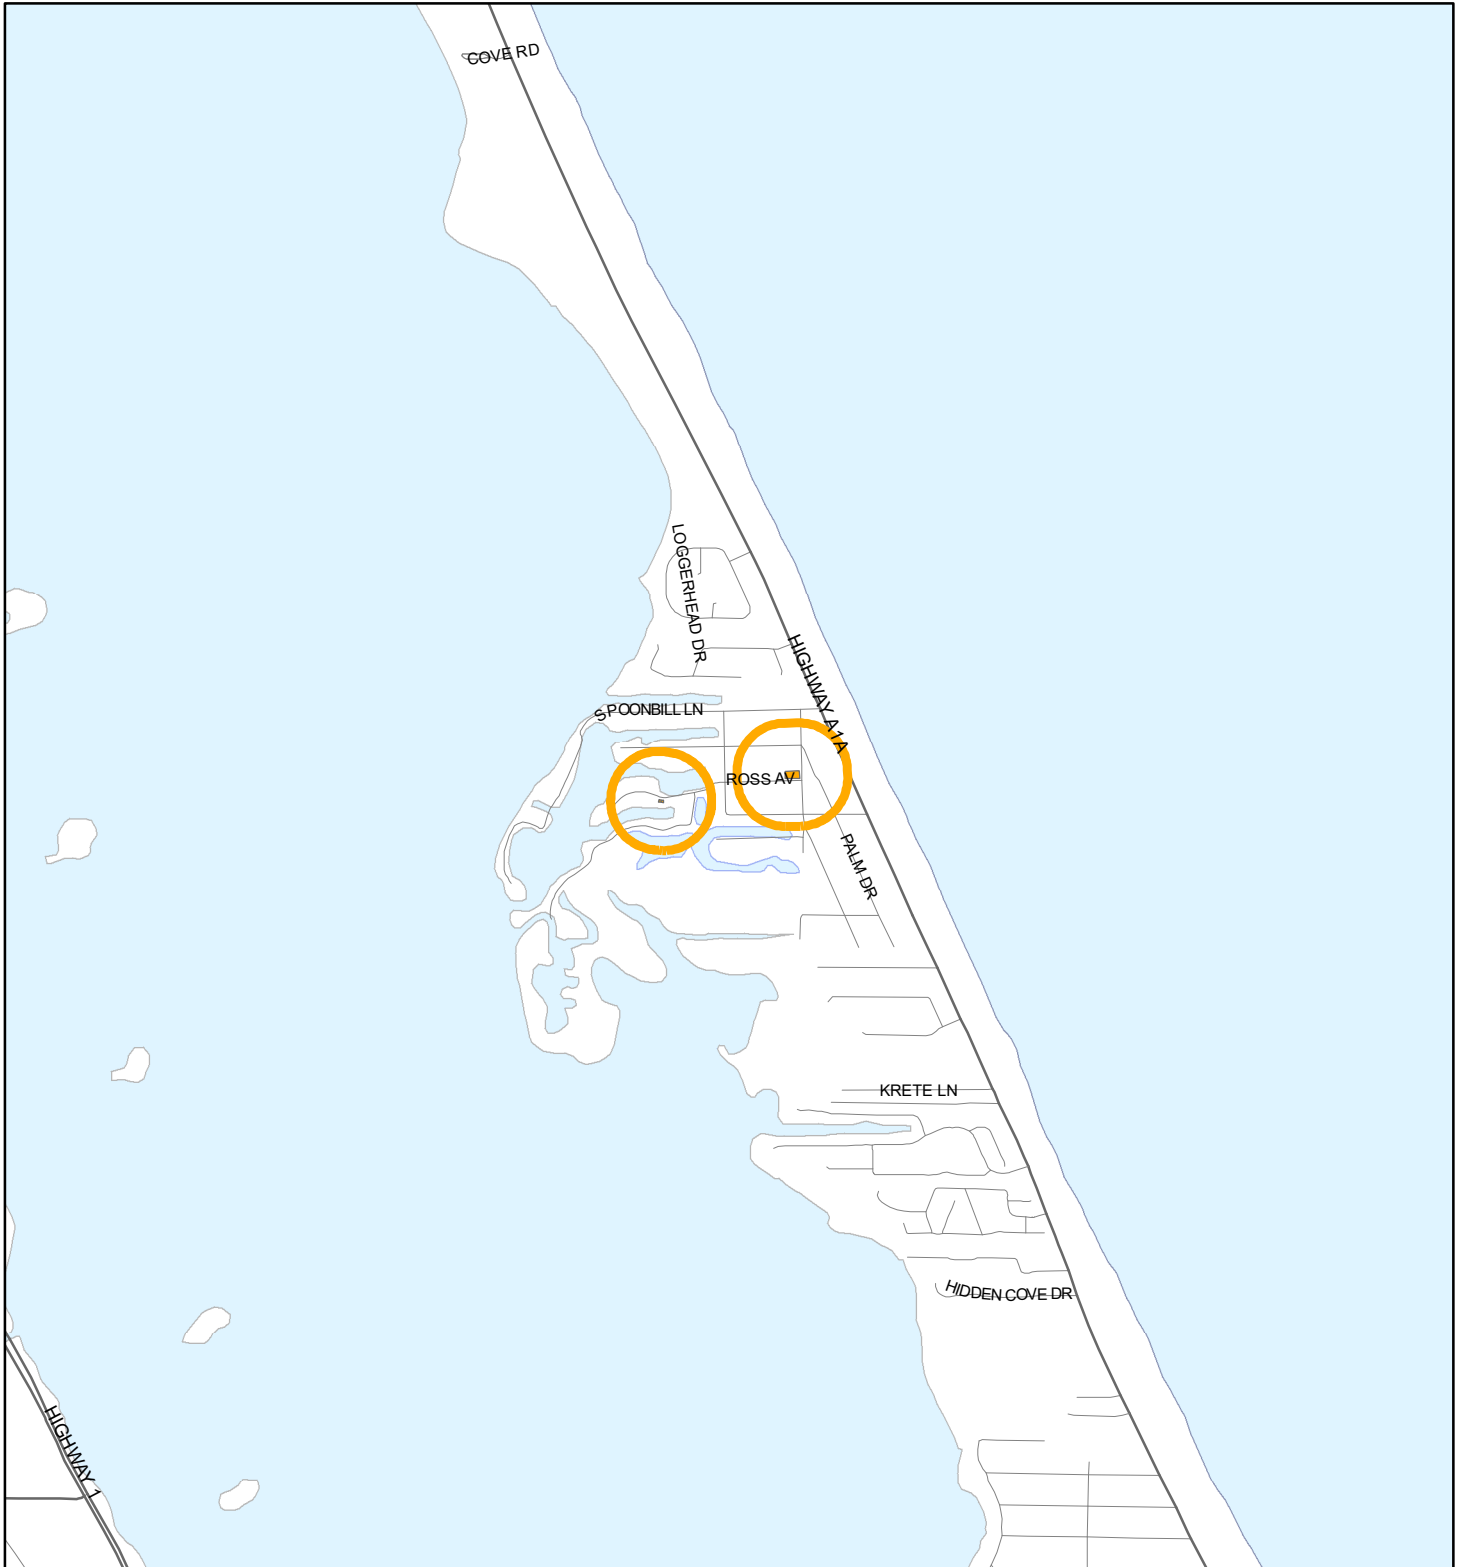 COVE RD
LOGGERHEAD DR
HIGHWAY A1A
SPOONBILL LN
ROSS AV
PALM DR
KRETE LN
HIDDEN COVE DR
HIGHWAY 1